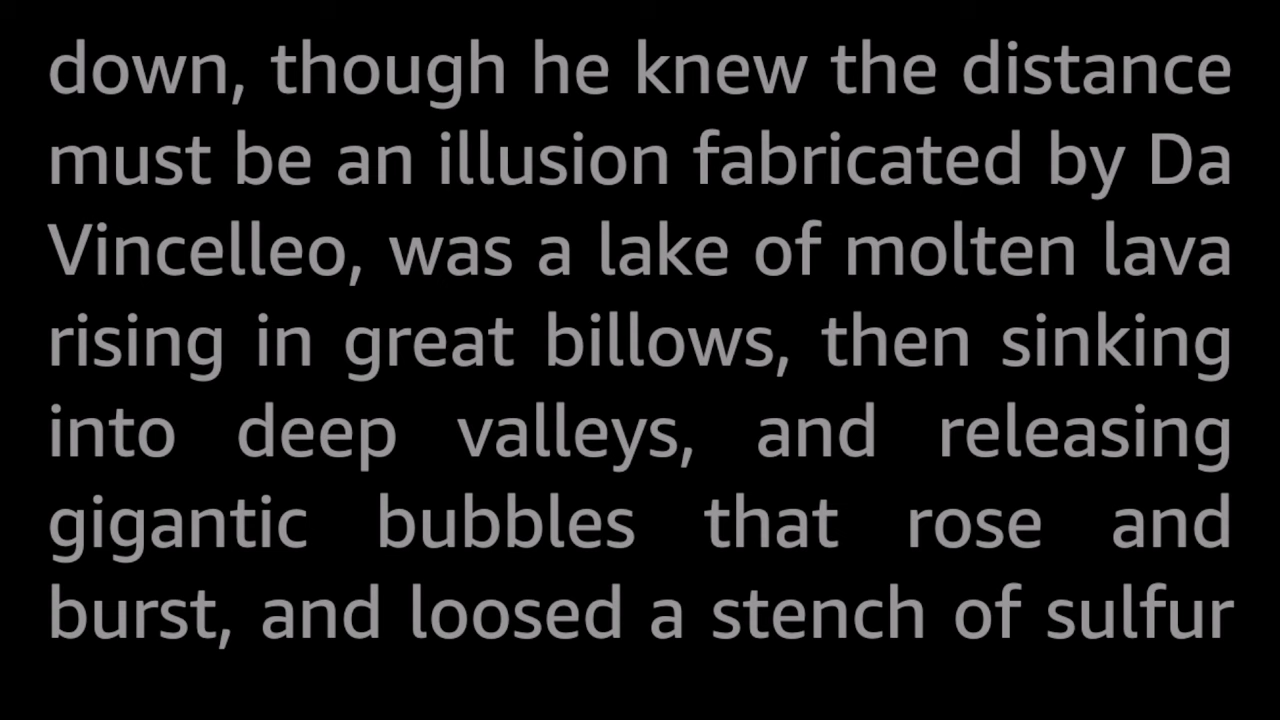 down, though he knew the distance
must be an illusion fabricated by Da
Vincelleo, was a lake of molten lava
rising in great billows, then sinking
into deep valleys, and releasing
gigantic bubbles that rose and
burst, and loosed a stench of sulfur